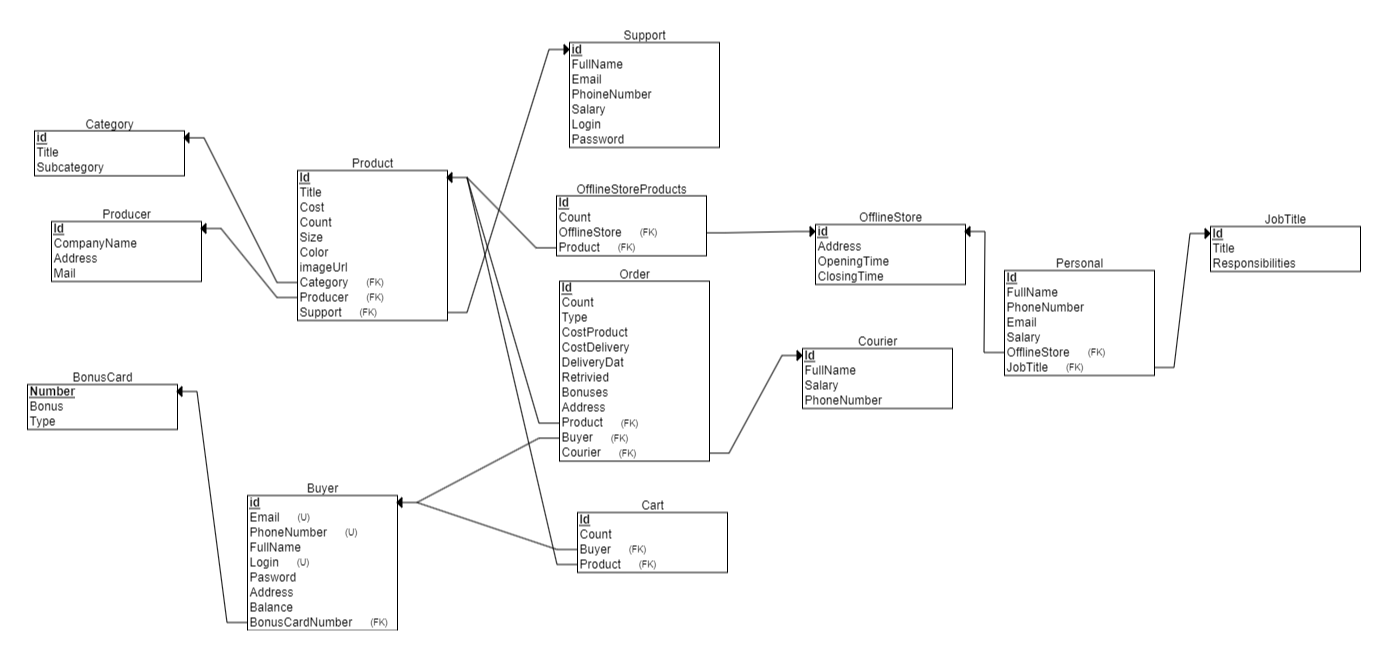 Support
id
FullName
Email
PhoineNumber
Salary
Login
Password
Category
id
Title
Subcategory
Product
Id
Title
Cost
Count
Size
Color
imageUrl
Category (FK)
Producer (FK)
Support (FK)
Producer
Id
CompanyName
Address
Mail
OfflineStoreProducts
Id
Count
OfflineStore (FK)
Product (FK)
OfflineStore
id
Address
OpeningTime
ClosingTime
JobTitle
Id
Title
Responsibilities
Personal
Id
FullName
PhoneNumber
Email
Salary
OfflineStore (FK)
JobTitle (FK)
Order
Id
Count
Type
CostProduct
CostDelivery
DeliveryDat
Retrivied
Bonuses
Address
Product (FK)
Buyer (FK)
Courier (FK)
Courier
Id
FullName
Salary
PhoneNumber
BonusCard
Number
Bonus
Type
Buyer
id
Email (U)
PhoneNumber (U)
FullName
Login (U)
Pasword
Address
Balance
BonusCardNumber (FK)
Cart
Id
Count
Buyer (FK)
Product (FK)